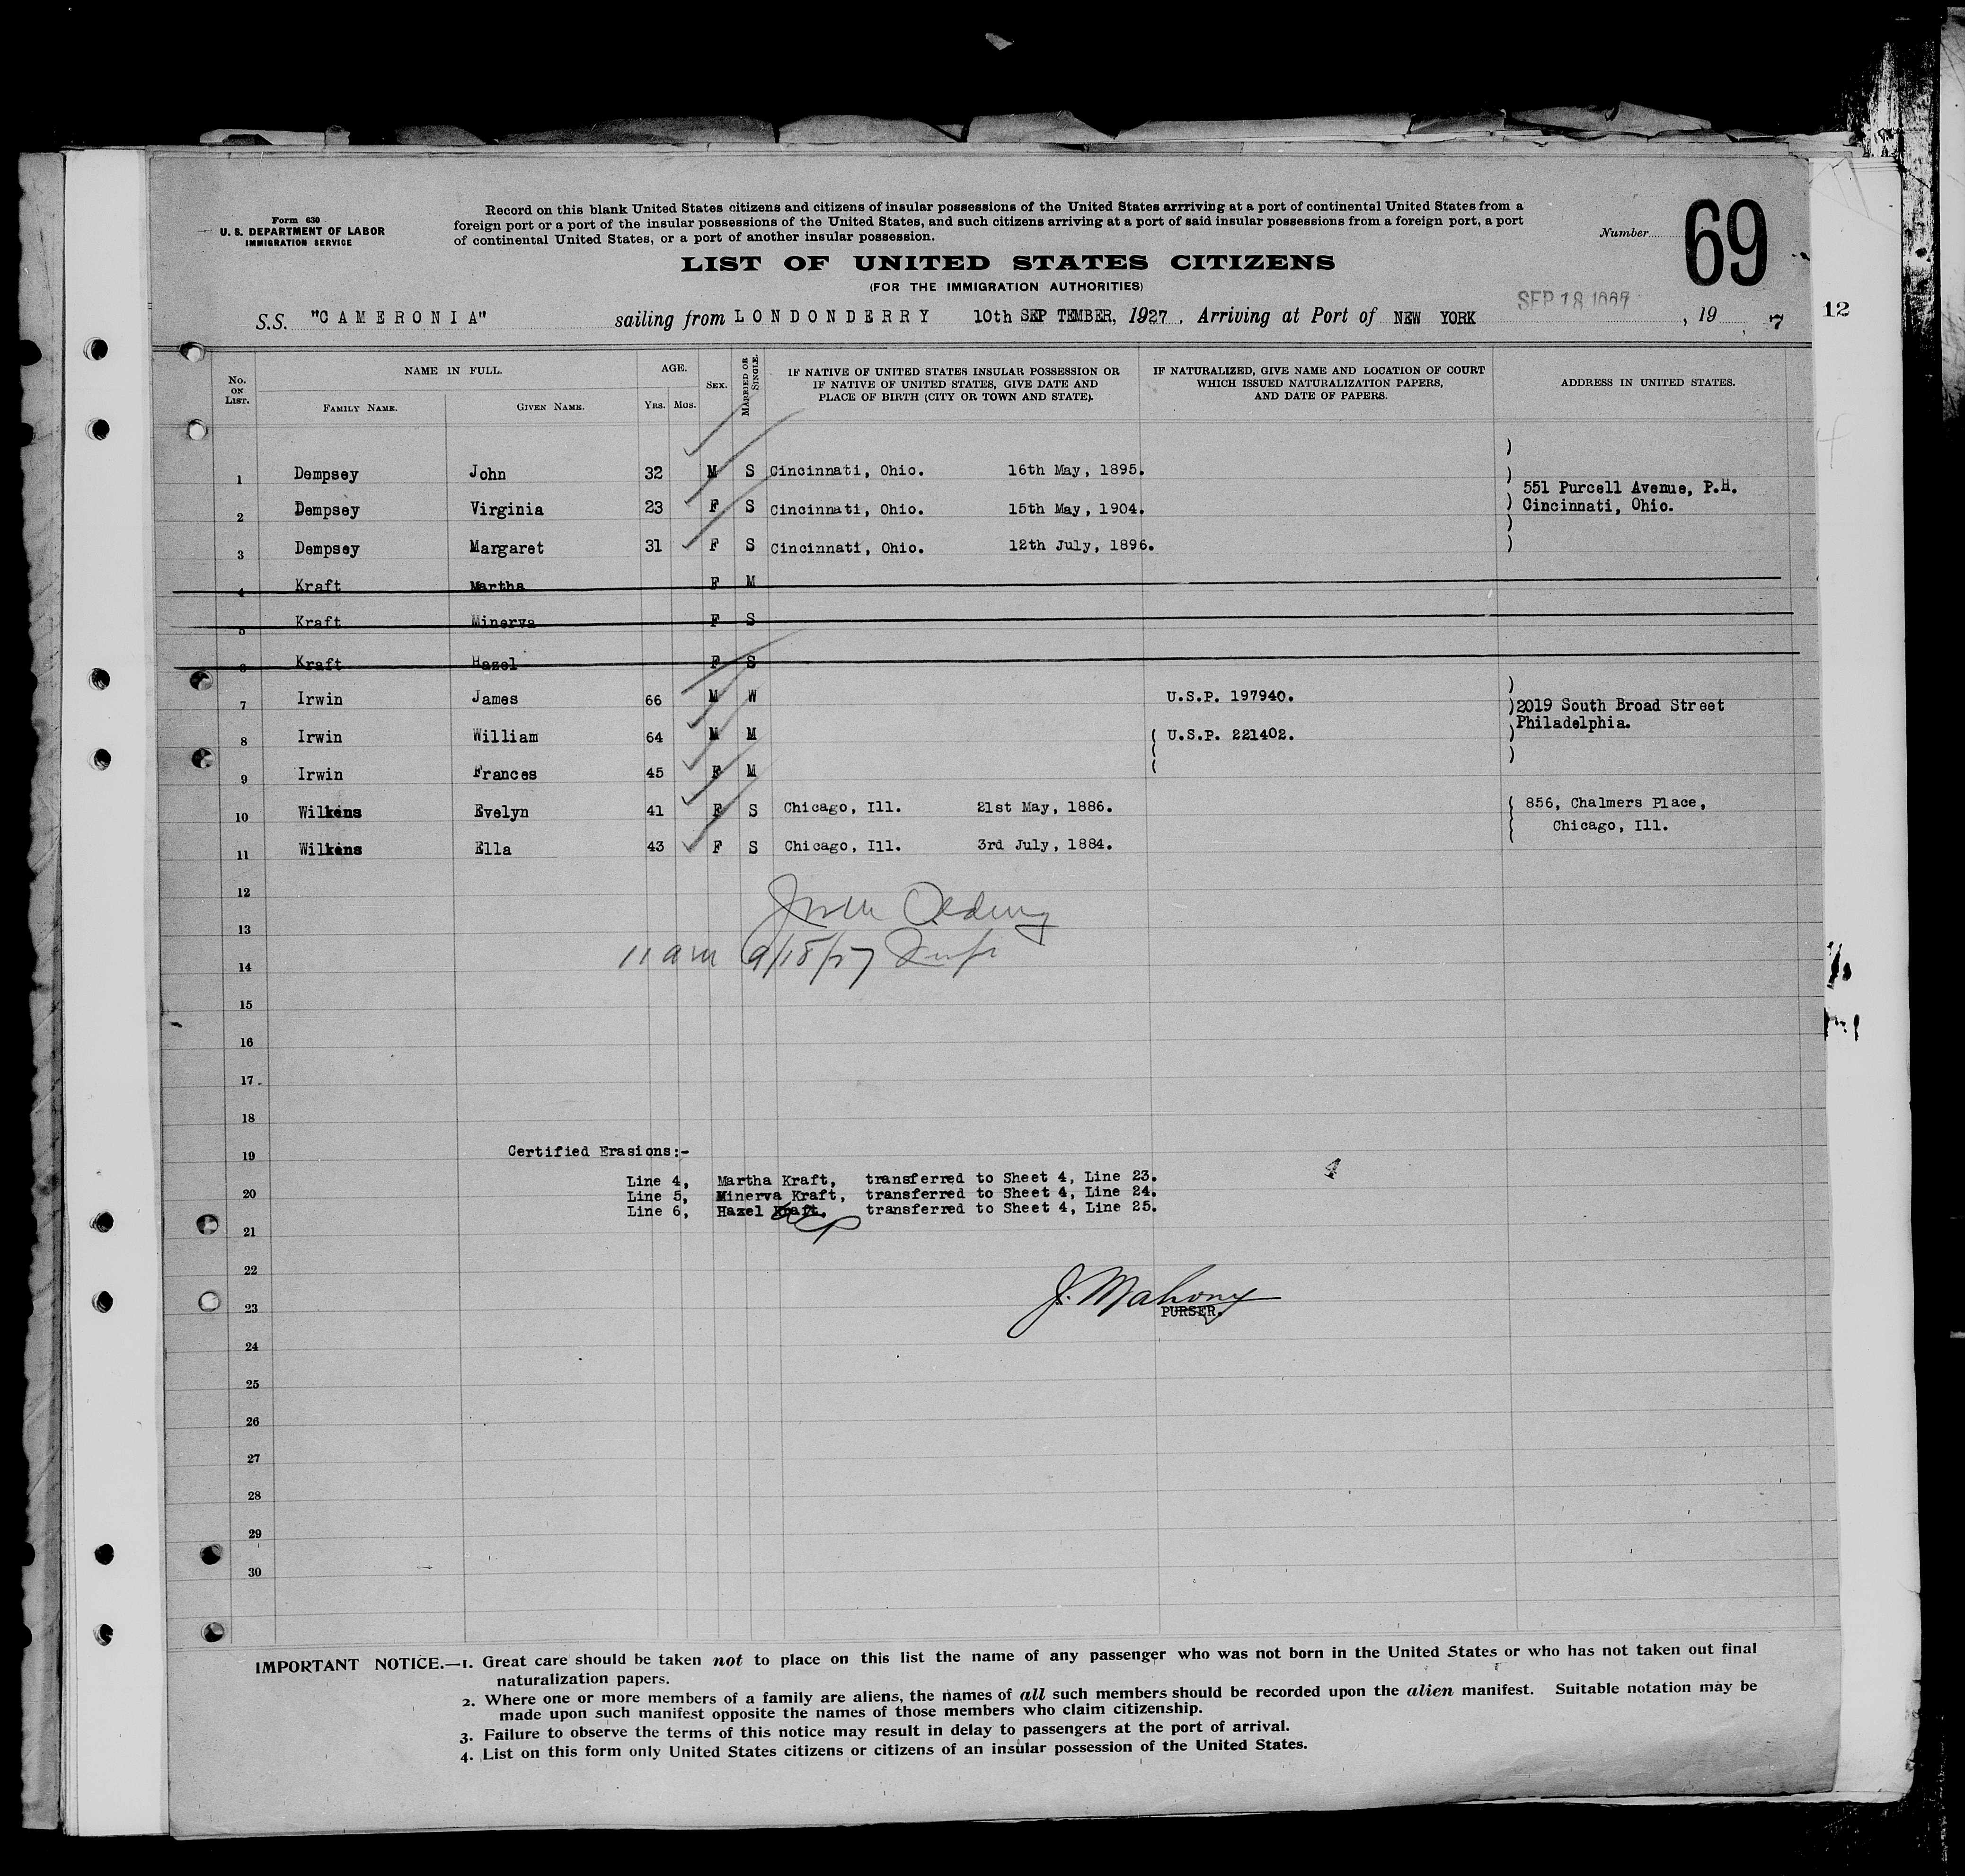 Form 630
U. S. DEPARTMENT OF LABOR
IMMIGRATION SERVICE
Record on this blank United States citizens and citizens of insular possessions of the United States arrriving at a port of continental United States from a
foreign port or a port of the insular possessions of the United States, and such citizens arriving at a port of said insular possessions from a foreign port, a port
of continental United States, or a port of another insular possession.
Number 69
LIST OF UNITED STATES CITIZENS
(FOR THE IMMIGRATION AUTHORITIES)
S.S. "CAMERONIA" sailing from LONDONDERRY 10th SEPTEMBER, 1927, Arriving at Port of NEW YORK SEP 18 , 19 7
12
No. ON LIST. NAME IN FULL. AGE. SEX. MARRIED OR SINGLE. IF NATIVE OF UNITED STATES INSULAR POSSESSION OR IF NATIVE OF UNITED STATES, GIVE DATE AND PLACE OF BIRTH (CITY OR TOWN AND STATE). IF NATURALIZED, GIVE NAME AND LOCATION OF COURT WHICH ISSUED NATURALIZATION PAPERS, AND DATE OF PAPERS. ADDRESS IN UNITED STATES.
FAMILY NAME. GIVEN NAME. YRS. MOS.
1 Dempsey John 32 M S Cincinnati, Ohio. 16th May, 1895.
551 Purcell Avenue, P.H.
2 Dempsey Virginia 23 F S Cincinnati, Ohio. 15th May, 1904. Cincinnati, Ohio.
3 Dempsey Margaret 31 F S Cincinnati, Ohio. 12th July, 1896.
4 Kraft Martha F M
5 Kraft Minerva F S
6 Kraft Hazel F S
7 Irwin James 66 M W U.S.P. 197940. 2019 South Broad Street
Philadelphia.
8 Irwin William 64 M M U.S.P. 221402.
9 Irwin Frances 45 F M
10 Wilkens Evelyn 41 F S Chicago, Ill. 21st May, 1886. 856, Chalmers Place,
Chicago, Ill.
11 Wilkens Ella 43 F S Chicago, Ill. 3rd July, 1884.
12
13
11 am 9/18/27
14
15
16
17
18
19 Certified Erasions:-
Line 4, Martha Kraft, transferred to Sheet 4, Line 23.
20 Line 5, Minerva Kraft, transferred to Sheet 4, Line 24.
Line 6, Hazel Kraft, transferred to Sheet 4, Line 25.
21
22
J. Mahony
23 PURSER.
24
25
26
27
28
29
30
IMPORTANT NOTICE.—1. Great care should be taken not to place on this list the name of any passenger who was not born in the United States or who has not taken out final
naturalization papers.
2. Where one or more members of a family are aliens, the names of all such members should be recorded upon the alien manifest. Suitable notation may be
made upon such manifest opposite the names of those members who claim citizenship.
3. Failure to observe the terms of this notice may result in delay to passengers at the port of arrival.
4. List on this form only United States citizens or citizens of an insular possession of the United States.